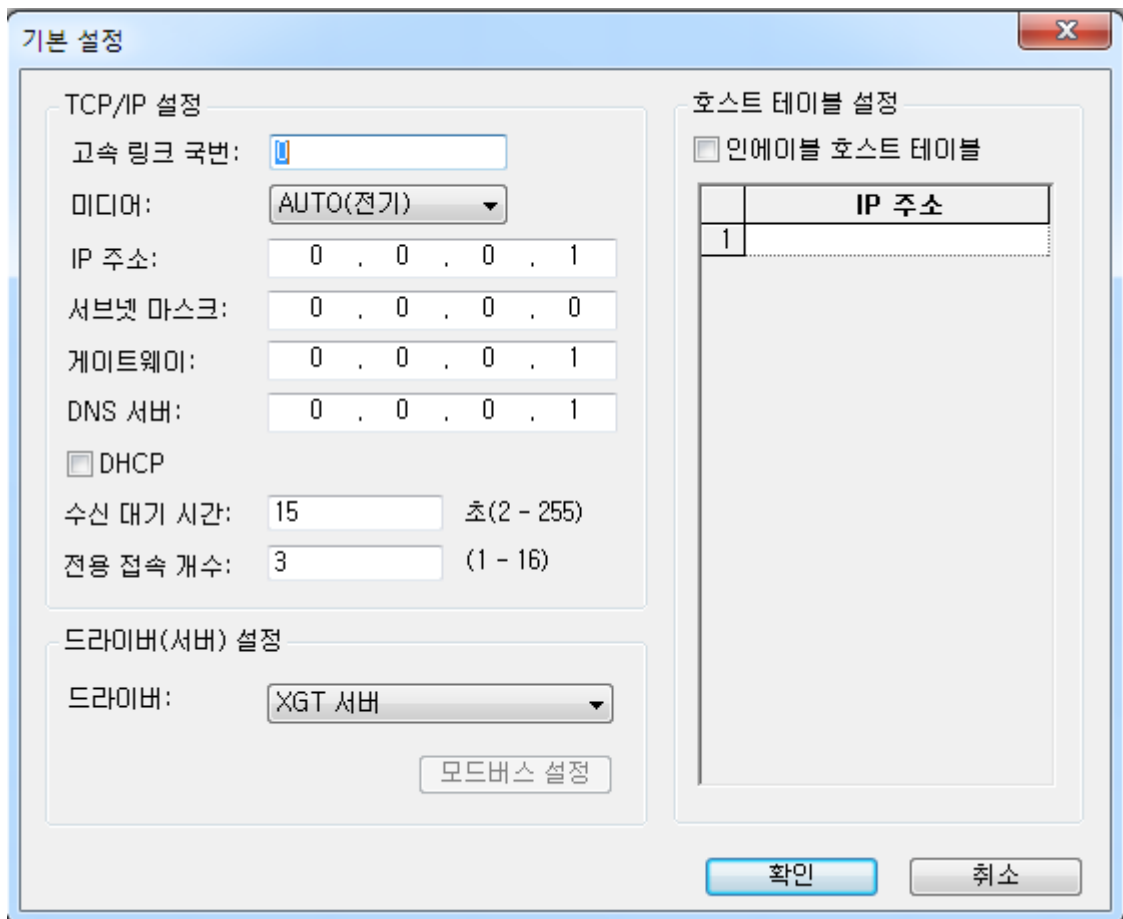 기본 설정
TCP/IP 설정
고속 링크 국번: 0
미디어: AUTO(전기)
IP 주소: 0 . 0 . 0 . 1
서브넷 마스크: 0 . 0 . 0 . 0
게이트웨이: 0 . 0 . 0 . 1
DNS 서버: 0 . 0 . 0 . 1
DHCP
수신 대기 시간: 15 초(2 - 255)
전용 접속 개수: 3 (1 - 16)
드라이버(서버) 설정
드라이버: XGT 서버
모드버스 설정
호스트 테이블 설정
인에이블 호스트 테이블
IP 주소
1
확인 취소